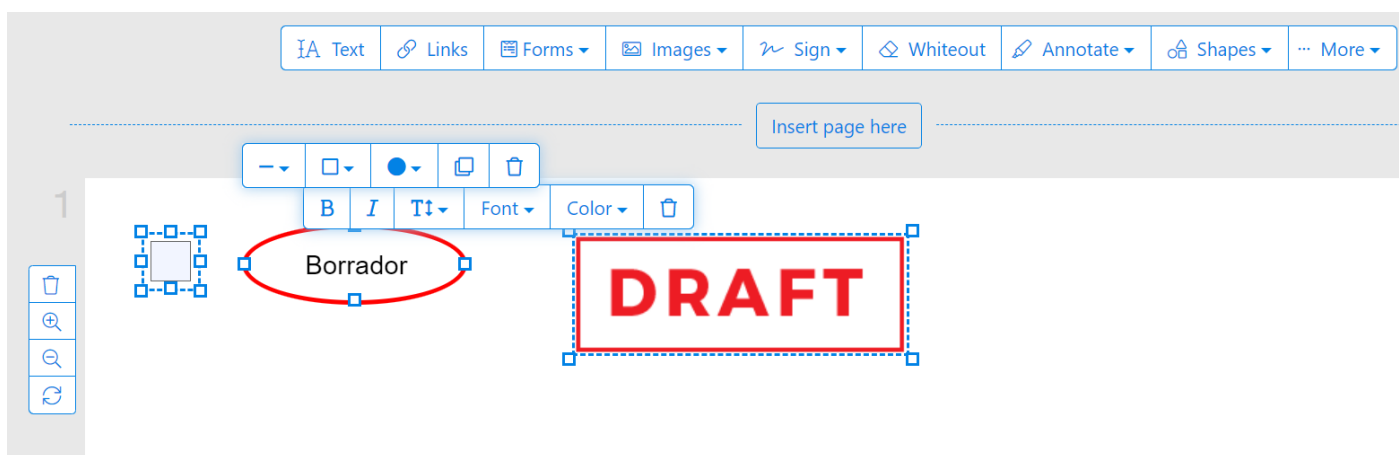 Text Links Forms Images Sign Whiteout Annotate Shapes ... More
Insert page here
1
B I T Font Color
Borrador
DRAFT